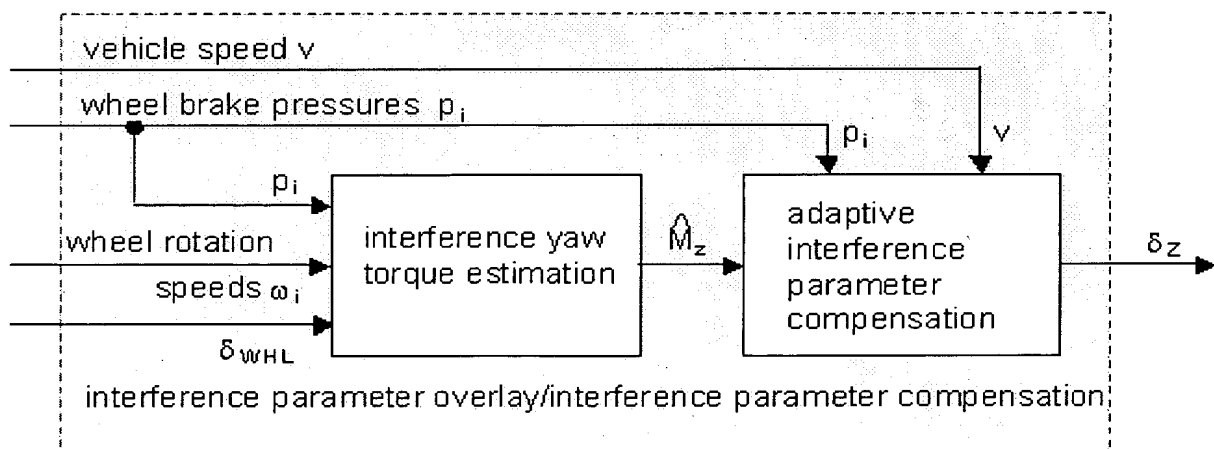 vehicle speed v
wheel brake pressures pi
pi
v
pi
wheel rotation
speeds ωi
δWHL
interference yaw
torque estimation
M̂z
adaptive
interference
parameter
compensation
δZ
interference parameter overlay/interference parameter compensation